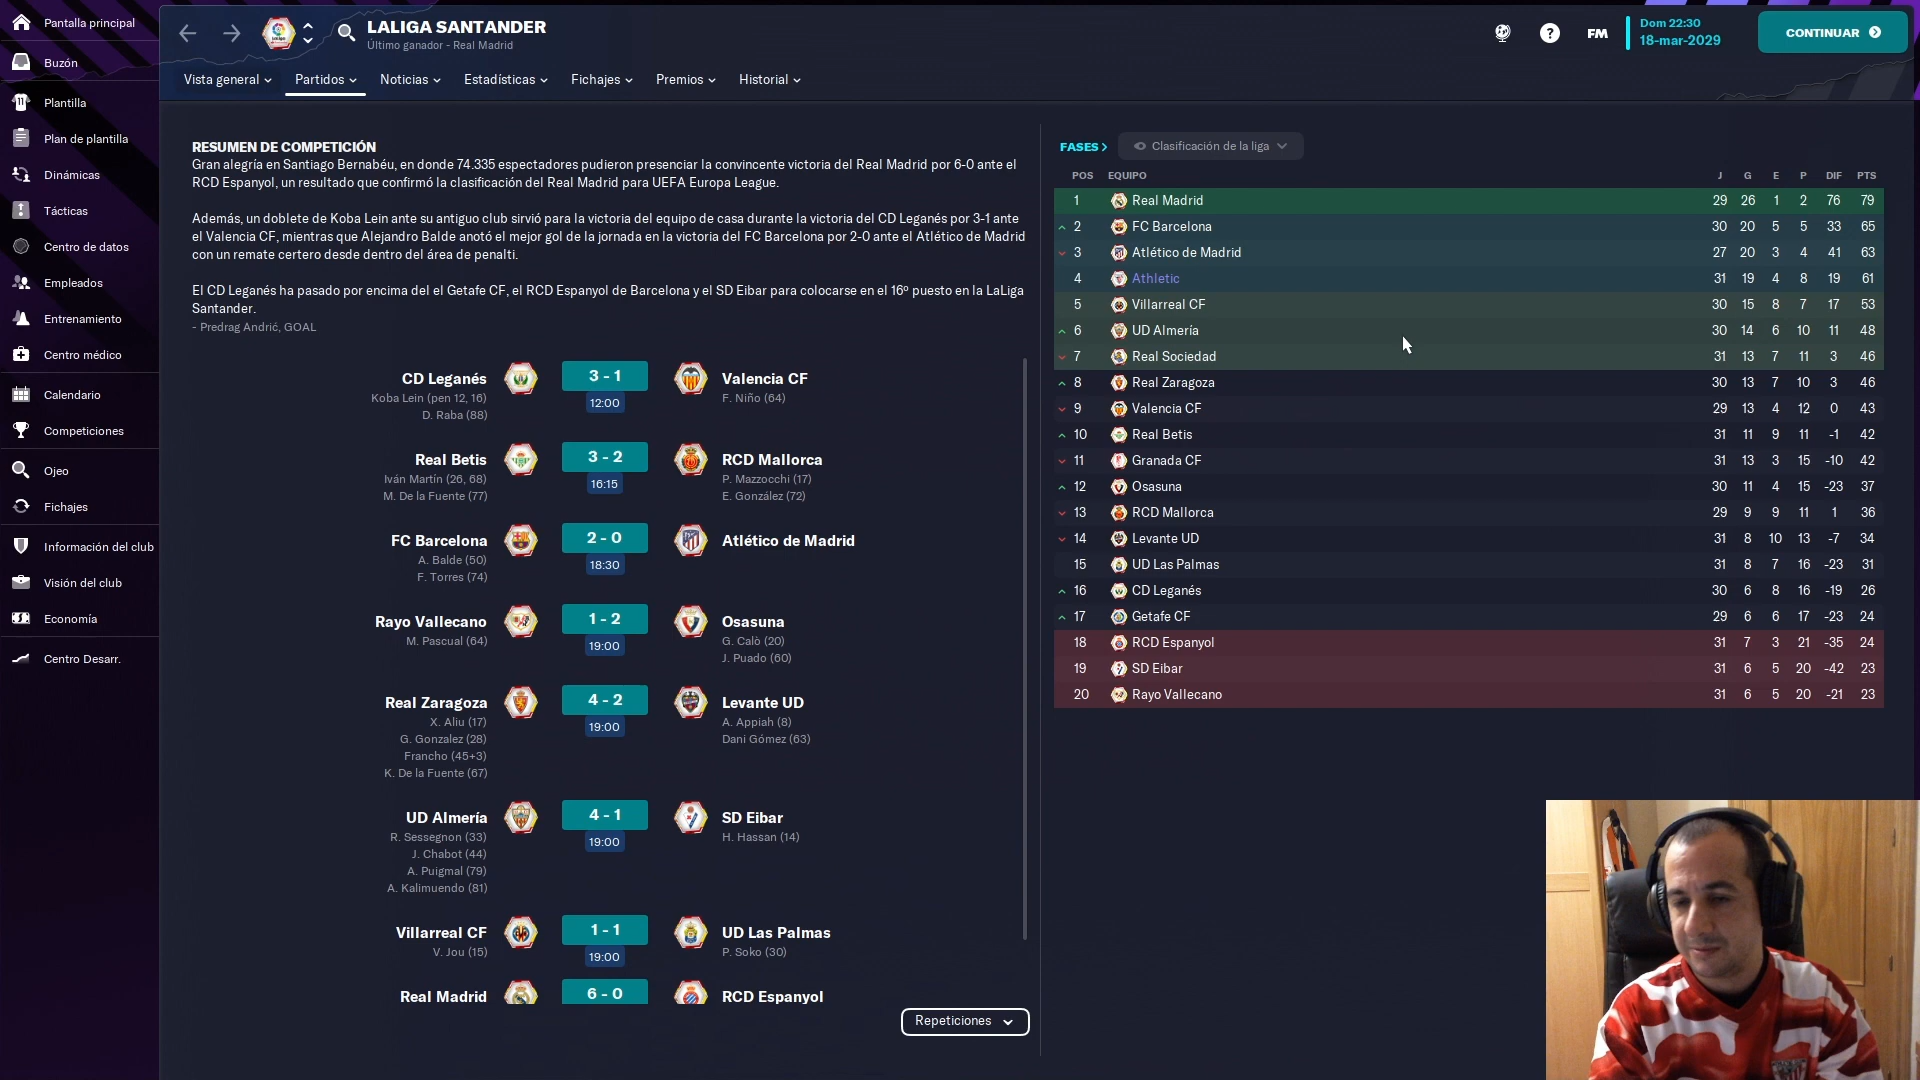 Pantalla principal
Buzón
Plantilla
Plan de plantilla
Dinámicas
Tácticas
Centro de datos
Empleados
Entrenamiento
Centro médico
Calendario
Competiciones
Ojeo
Fichajes
Información del club
Visión del club
Economía
Centro Desarr.
LALIGA SANTANDER
Último ganador - Real Madrid
FM
Dom 22:30
18-mar-2029
CONTINUAR
Vista general
Partidos
Noticias
Estadísticas
Fichajes
Premios
Historial
RESUMEN DE COMPETICIÓN
Gran alegría en Santiago Bernabéu, en donde 74.335 espectadores pudieron presenciar la convincente victoria del Real Madrid por 6-0 ante el
RCD Espanyol, un resultado que confirmó la clasificación del Real Madrid para UEFA Europa League.
Además, un doblete de Koba Lein ante su antiguo club sirvió para la victoria del equipo de casa durante la victoria del CD Leganés por 3-1 ante
el Valencia CF, mientras que Alejandro Balde anotó el mejor gol de la jornada en la victoria del FC Barcelona por 2-0 ante el Atlético de Madrid
con un remate certero desde dentro del área de penalti.
El CD Leganés ha pasado por encima del el Getafe CF, el RCD Espanyol de Barcelona y el SD Eibar para colocarse en el 16º puesto en la LaLiga
Santander.
- Predrag Andrić, GOAL
CD Leganés 3 - 1 Valencia CF
Koba Lein (pen 12, 16) 12:00 F. Niño (64)
D. Raba (88)
Real Betis 3 - 2 RCD Mallorca
Iván Martín (26, 68) 16:15 P. Mazzocchi (17)
M. De la Fuente (77) E. González (72)
FC Barcelona 2 - 0 Atlético de Madrid
A. Balde (50) 18:30
F. Torres (74)
Rayo Vallecano 1 - 2 Osasuna
M. Pascual (64) 19:00 G. Calò (20)
J. Puado (60)
Real Zaragoza 4 - 2 Levante UD
X. Aliu (17) 19:00 A. Appiah (8)
G. Gonzalez (28) Dani Gómez (63)
Francho (45+3)
K. De la Fuente (67)
UD Almería 4 - 1 SD Eibar
R. Sessegnon (33) 19:00 H. Hassan (14)
J. Chabot (44)
A. Puigmal (79)
A. Kalimuendo (81)
Villarreal CF 1 - 1 UD Las Palmas
V. Jou (15) 19:00 P. Soko (30)
Real Madrid 6 - 0 RCD Espanyol
Repeticiones
FASES > Clasificación de la liga
POS EQUIPO J G E P DIF PTS
1 Real Madrid 29 26 1 2 76 79
2 FC Barcelona 30 20 5 5 33 65
3 Atlético de Madrid 27 20 3 4 41 63
4 Athletic 31 19 4 8 19 61
5 Villarreal CF 30 15 8 7 17 53
6 UD Almería 30 14 6 10 11 48
7 Real Sociedad 31 13 7 11 3 46
8 Real Zaragoza 30 13 7 10 3 46
9 Valencia CF 29 13 4 12 0 43
10 Real Betis 31 11 9 11 -1 42
11 Granada CF 31 13 3 15 -10 42
12 Osasuna 30 11 4 15 -23 37
13 RCD Mallorca 29 9 9 11 1 36
14 Levante UD 31 8 10 13 -7 34
15 UD Las Palmas 31 8 7 16 -23 31
16 CD Leganés 30 6 8 16 -19 26
17 Getafe CF 29 6 6 17 -23 24
18 RCD Espanyol 31 7 3 21 -35 24
19 SD Eibar 31 6 5 20 -42 23
20 Rayo Vallecano 31 6 5 20 -21 23